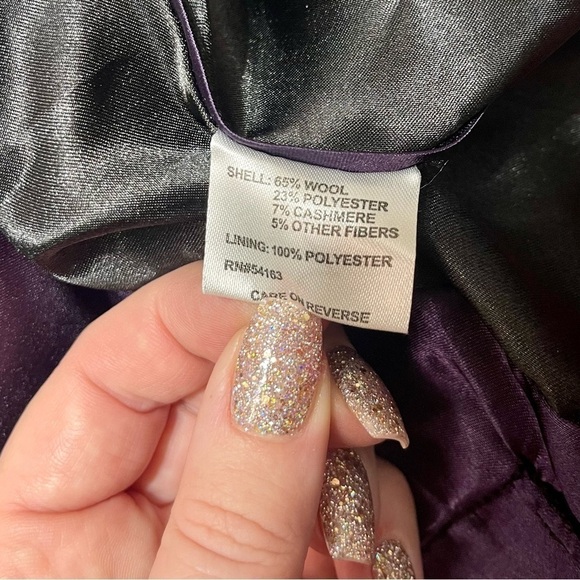 SHELL: 65% WOOL
23% POLYESTER
7% CASHMERE
5% OTHER FIBERS
LINING: 100% POLYESTER
RN#54163
CARE ON REVERSE